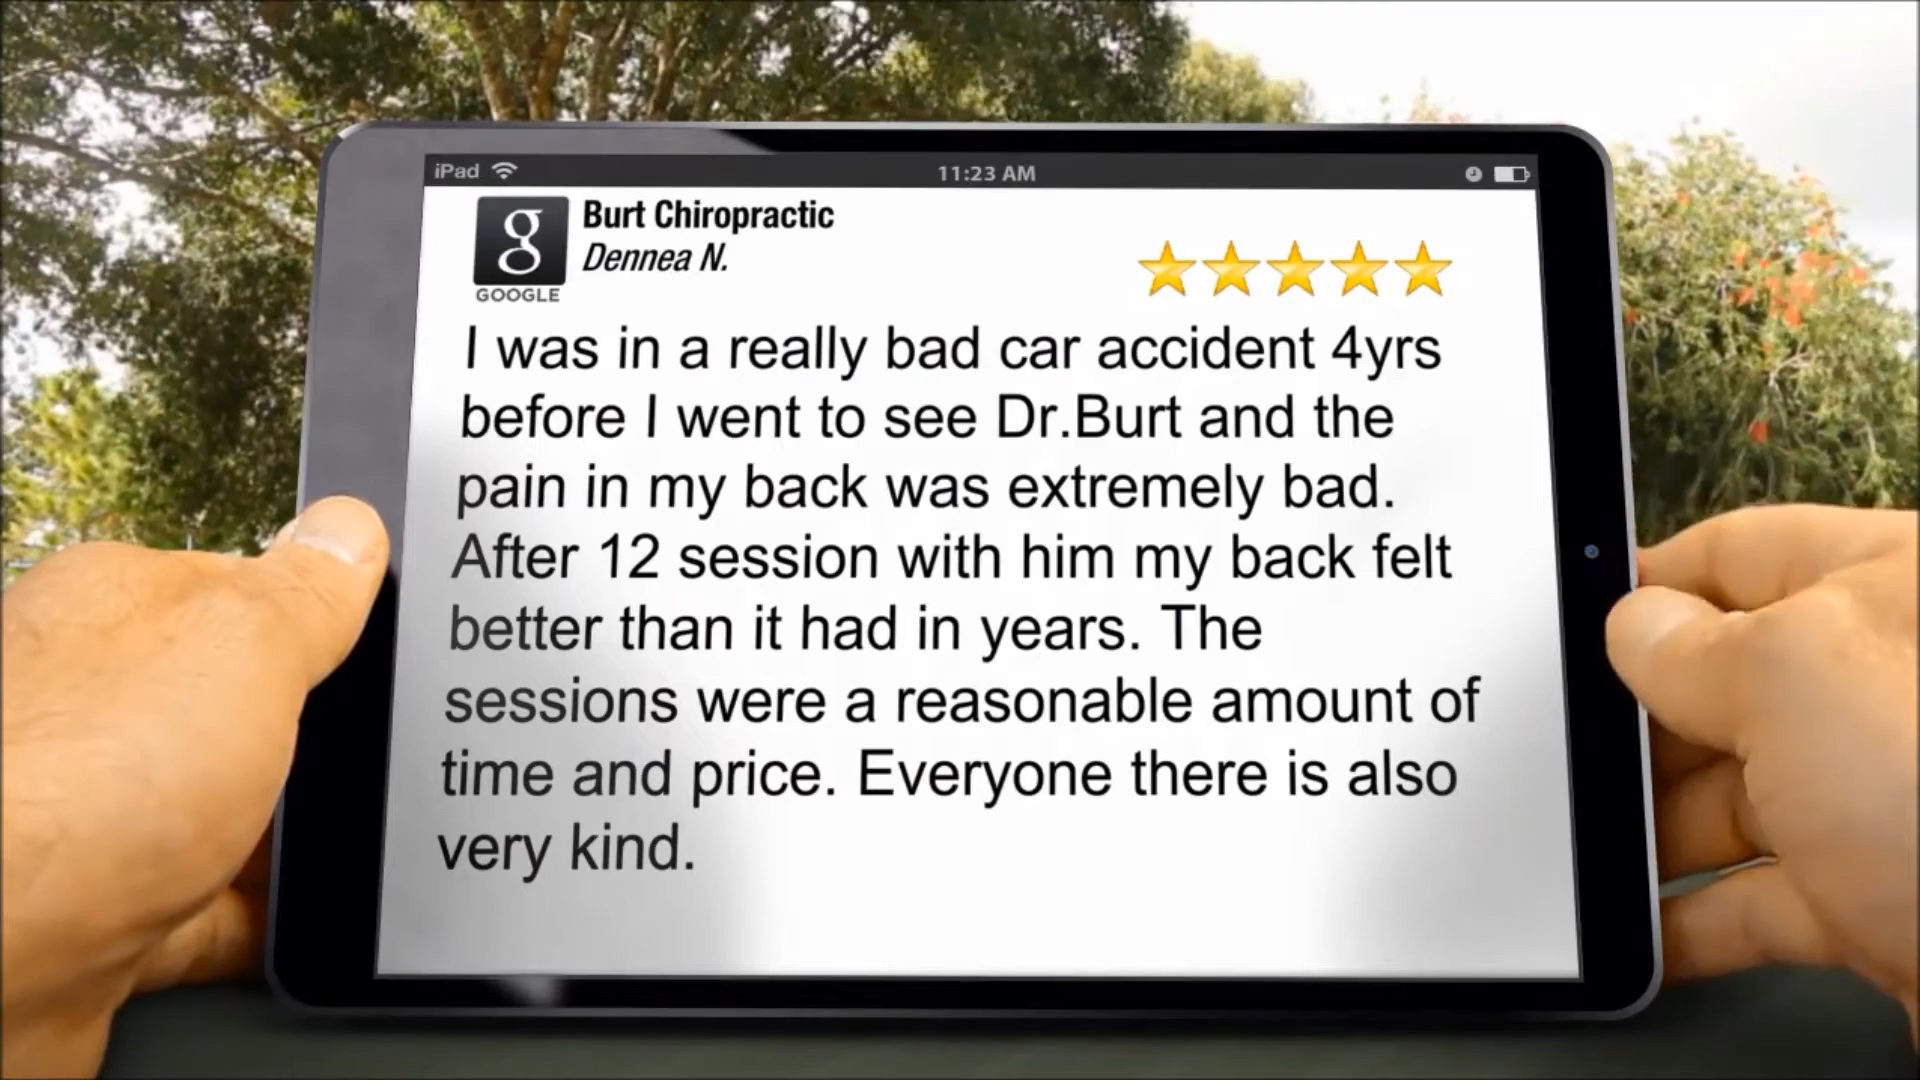 iPad
11:23 AM
g
GOOGLE
Burt Chiropractic
Dennea N.
I was in a really bad car accident 4yrs
before I went to see Dr.Burt and the
pain in my back was extremely bad.
After 12 session with him my back felt
better than it had in years. The
sessions were a reasonable amount of
time and price. Everyone there is also
very kind.